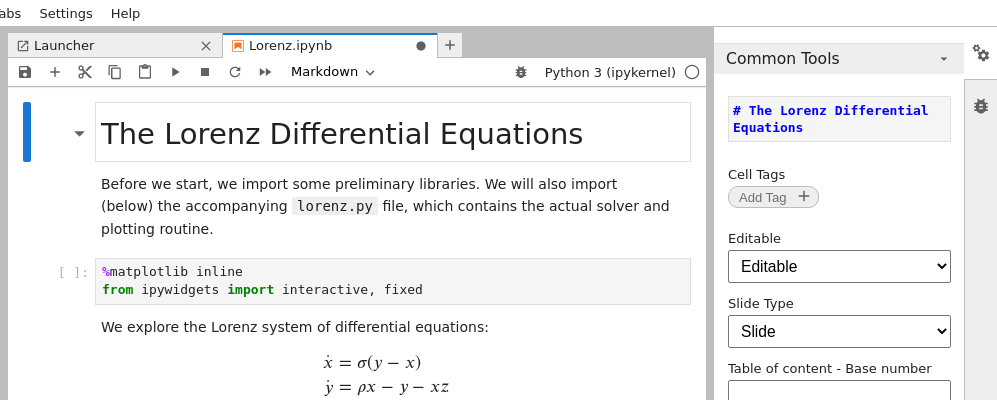 abs Settings Help
Launcher
Lorenz.ipynb
Markdown
Python 3 (ipykernel)
The Lorenz Differential Equations
Before we start, we import some preliminary libraries. We will also import
(below) the accompanying lorenz.py file, which contains the actual solver and
plotting routine.
[ ]:
%matplotlib inline
from ipywidgets import interactive, fixed
We explore the Lorenz system of differential equations:
ẋ = σ(y − x)
ẏ = ρx − y − xz
Common Tools
# The Lorenz Differential
Equations
Cell Tags
Add Tag
Editable
Editable
Slide Type
Slide
Table of content - Base number